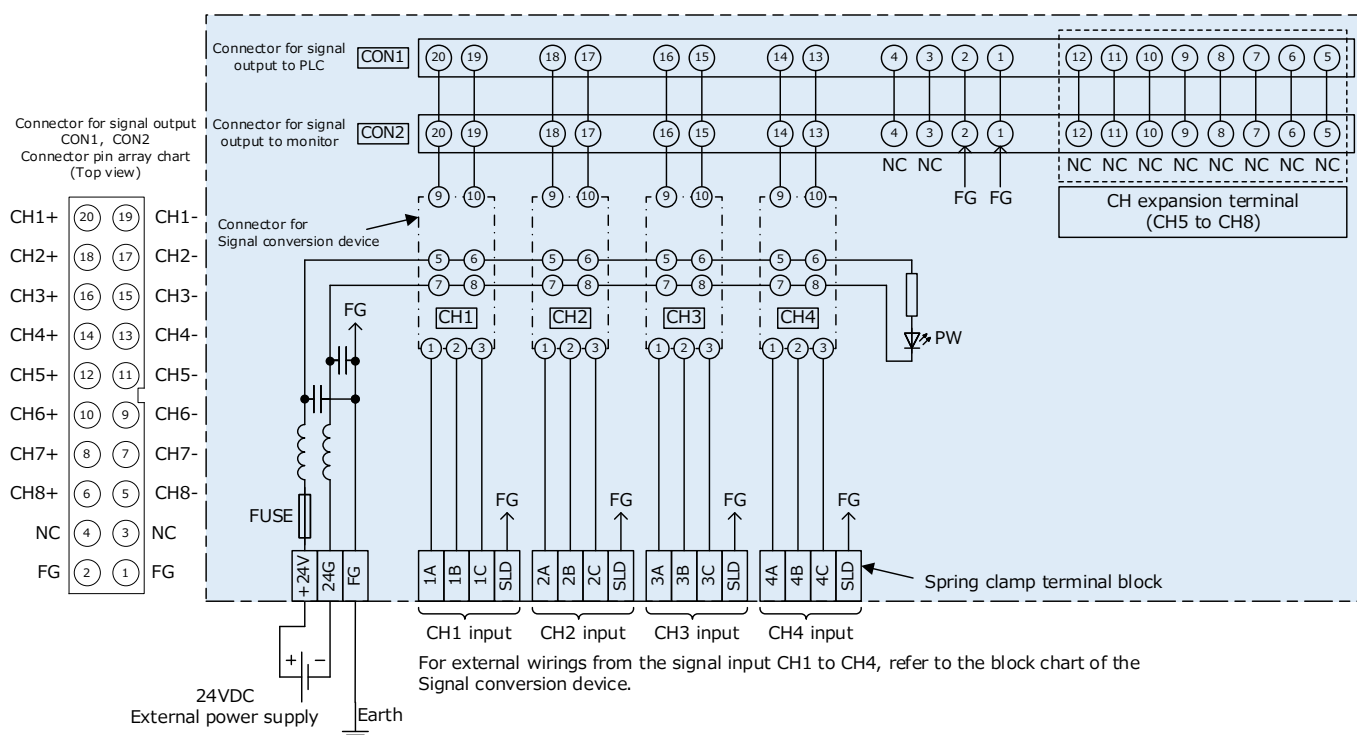 Connector for signal
output to PLC
CON1
20 19 18 17 16 15 14 13 4 3 2 1 12 11 10 9 8 7 6 5
Connector for signal
output to monitor
CON2
20 19 18 17 16 15 14 13 4 3 2 1 12 11 10 9 8 7 6 5
NC NC NC NC NC NC NC NC NC NC
FG FG
CH expansion terminal
(CH5 to CH8)
Connector for signal output
CON1, CON2
Connector pin array chart
(Top view)
CH1+ 20 19 CH1-
CH2+ 18 17 CH2-
CH3+ 16 15 CH3-
CH4+ 14 13 CH4-
CH5+ 12 11 CH5-
CH6+ 10 9 CH6-
CH7+ 8 7 CH7-
CH8+ 6 5 CH8-
NC 4 3 NC
FG 2 1 FG
9 10 9 10 9 10 9 10
Connector for
Signal conversion device
5 6 5 6 5 6 5 6
7 8 7 8 7 8 7 8
FG
CH1 CH2 CH3 CH4
PW
1 2 3 1 2 3 1 2 3 1 2 3
FUSE
FG FG FG FG
+24V 24G FG
1A 1B 1C SLD
2A 2B 2C SLD
3A 3B 3C SLD
4A 4B 4C SLD
Spring clamp terminal block
CH1 input CH2 input CH3 input CH4 input
For external wirings from the signal input CH1 to CH4, refer to the block chart of the
Signal conversion device.
+ −
24VDC
External power supply
Earth